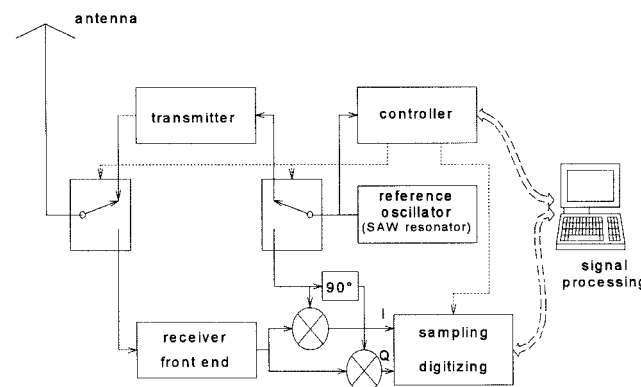 antenna
transmitter
controller
reference
oscillator
(SAW resonator)
signal
processing
90°
I
receiver
front end
Q
sampling
digitizing